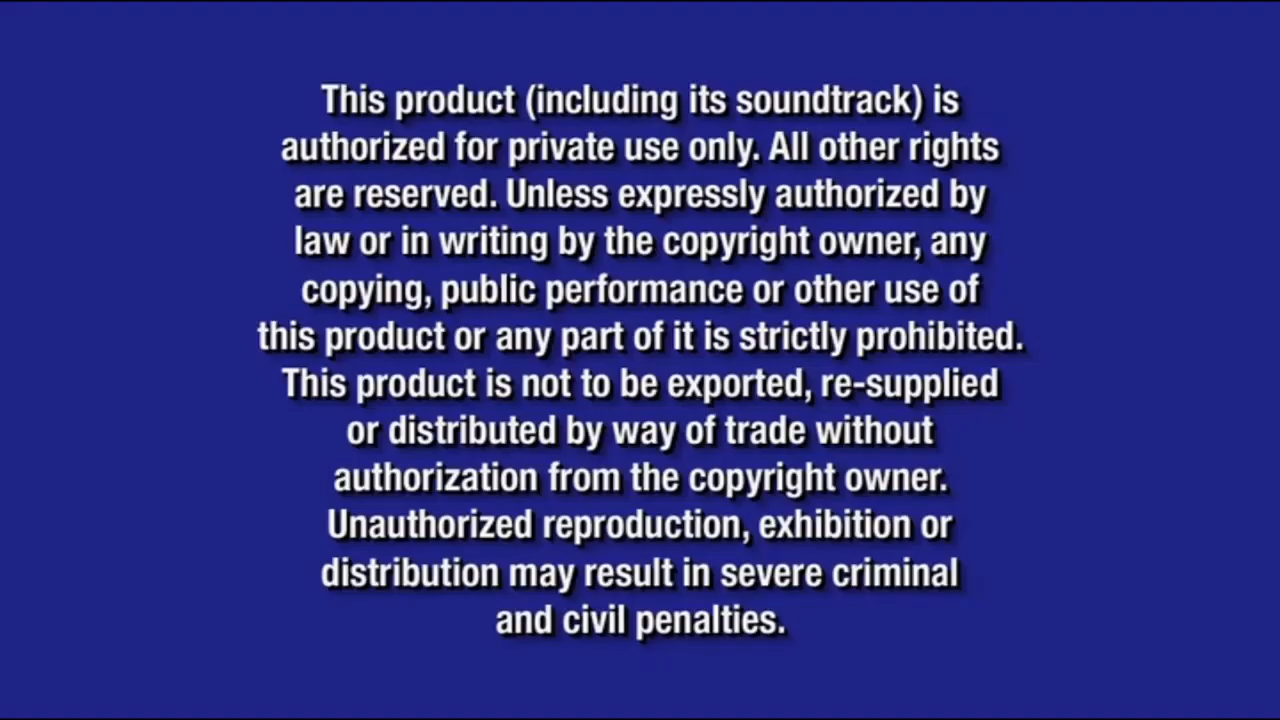 This product (including its soundtrack) is
authorized for private use only. All other rights
are reserved. Unless expressly authorized by
law or in writing by the copyright owner, any
copying, public performance or other use of
this product or any part of it is strictly prohibited.
This product is not to be exported, re-supplied
or distributed by way of trade without
authorization from the copyright owner.
Unauthorized reproduction, exhibition or
distribution may result in severe criminal
and civil penalties.